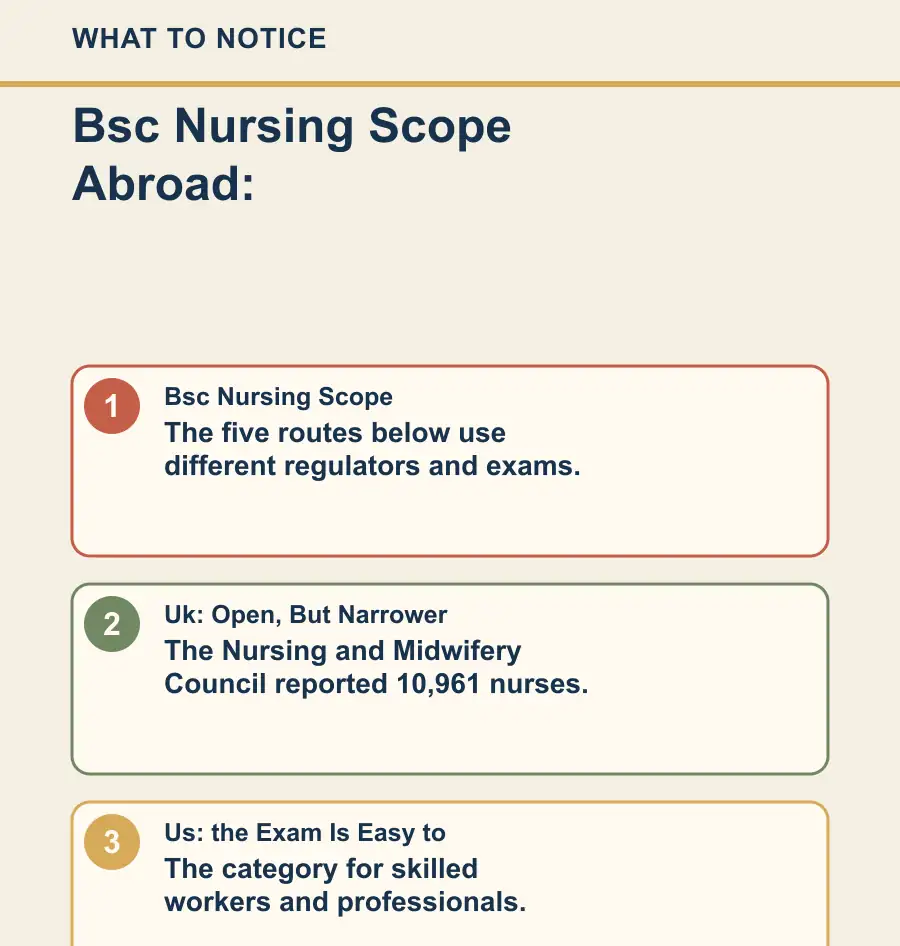 WHAT TO NOTICE
Bsc Nursing Scope
Abroad:
1
Bsc Nursing Scope
The five routes below use
different regulators and exams.
2
Uk: Open, But Narrower
The Nursing and Midwifery
Council reported 10,961 nurses.
3
Us: the Exam Is Easy to
The category for skilled
workers and professionals.